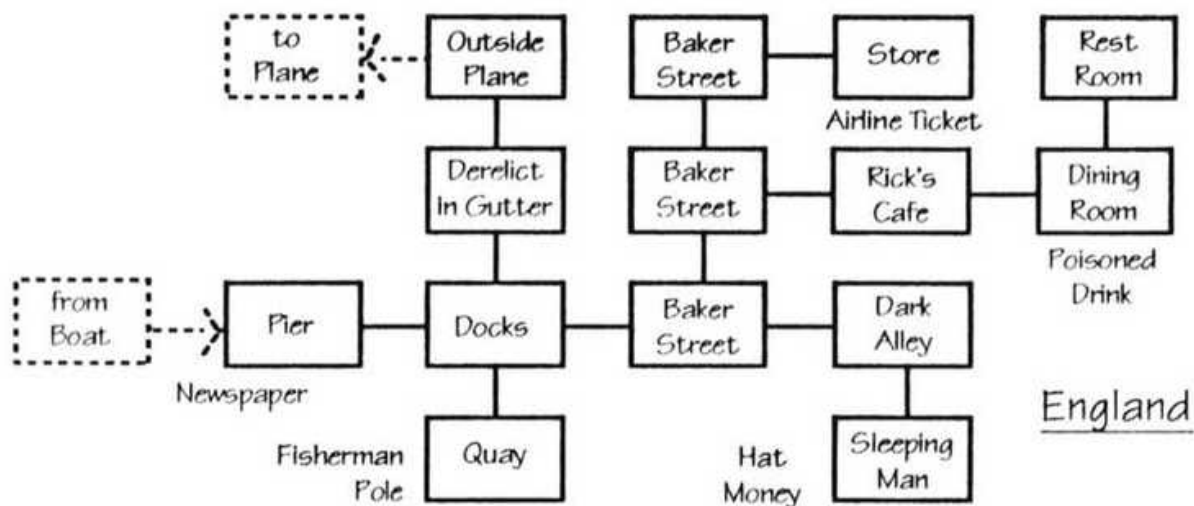 to
Plane
Outside
Plane
Baker
Street
Store
Airline Ticket
Rest
Room
Derelict
in Gutter
Baker
Street
Rick's
Cafe
Dining
Room
Poisoned
Drink
from
Boat
Pier
Newspaper
Docks
Baker
Street
Dark
Alley
England
Fisherman
Pole
Quay
Hat
Money
Sleeping
Man